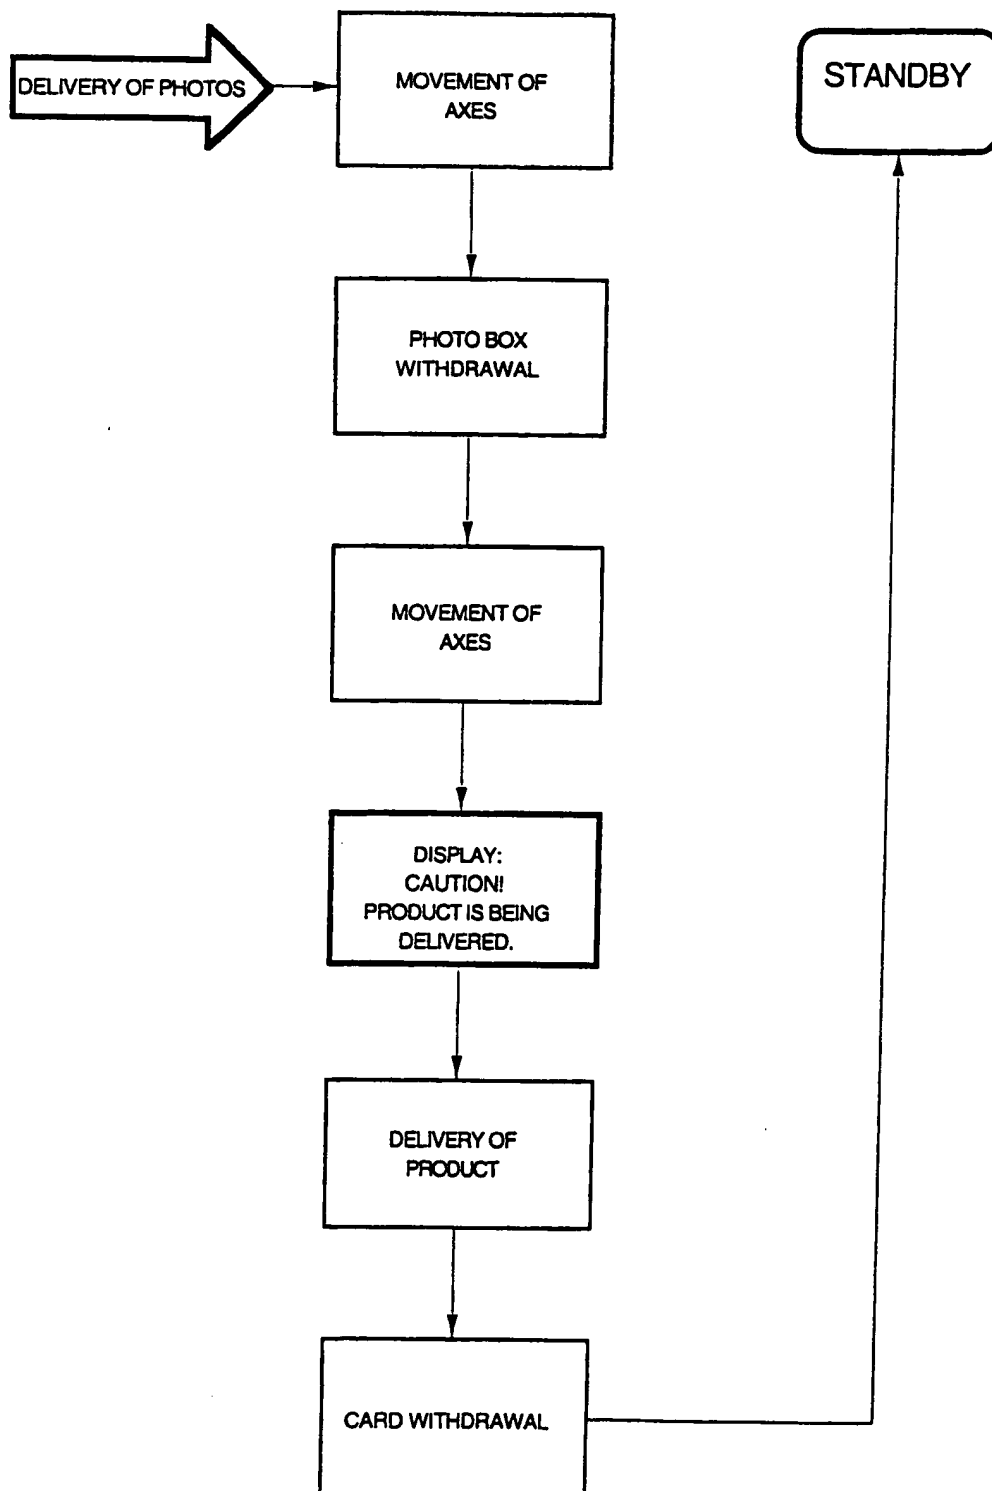 DELIVERY OF PHOTOS
MOVEMENT OF
AXES
STANDBY
PHOTO BOX
WITHDRAWAL
MOVEMENT OF
AXES
DISPLAY:
CAUTION!
PRODUCT IS BEING
DELIVERED.
DELIVERY OF
PRODUCT
CARD WITHDRAWAL